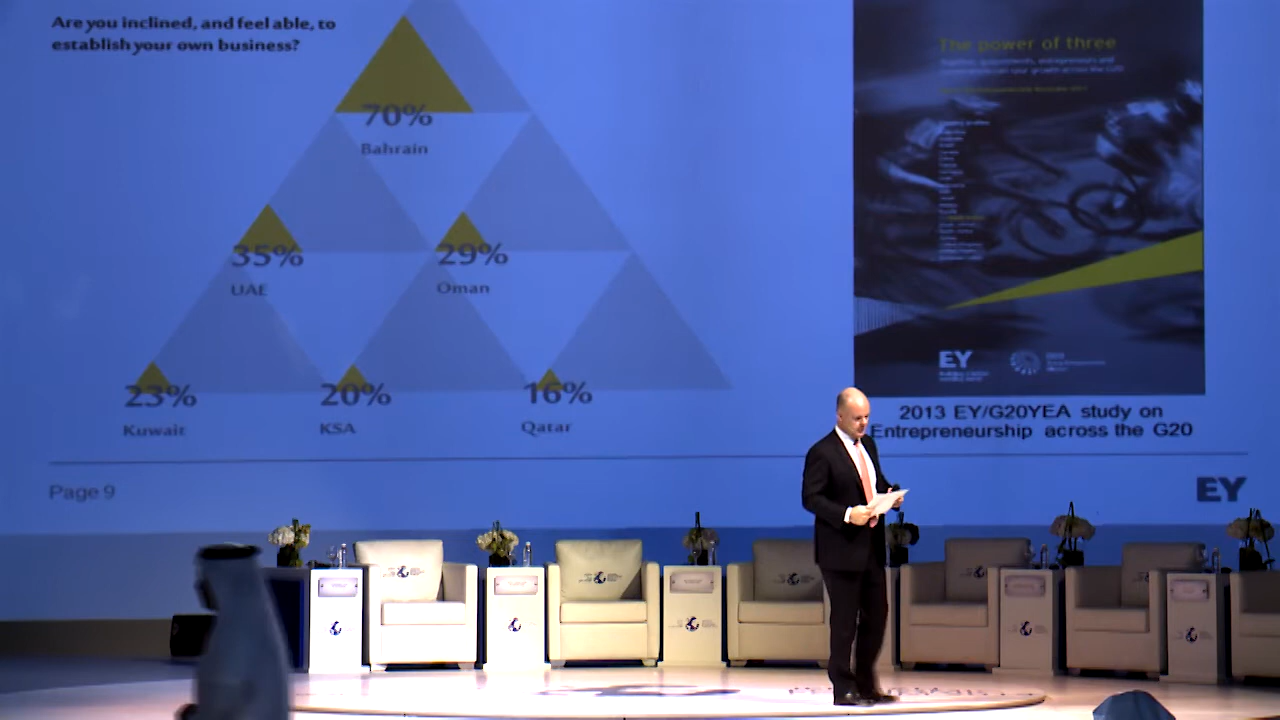 Are you inclined, and feel able, to
establish your own business?
70%
Bahrain
35%
UAE
29%
Oman
23%
Kuwait
20%
KSA
16%
Qatar
The power of three
EY
2013 EY/G20YEA study on
Entrepreneurship across the G20
Page 9
EY